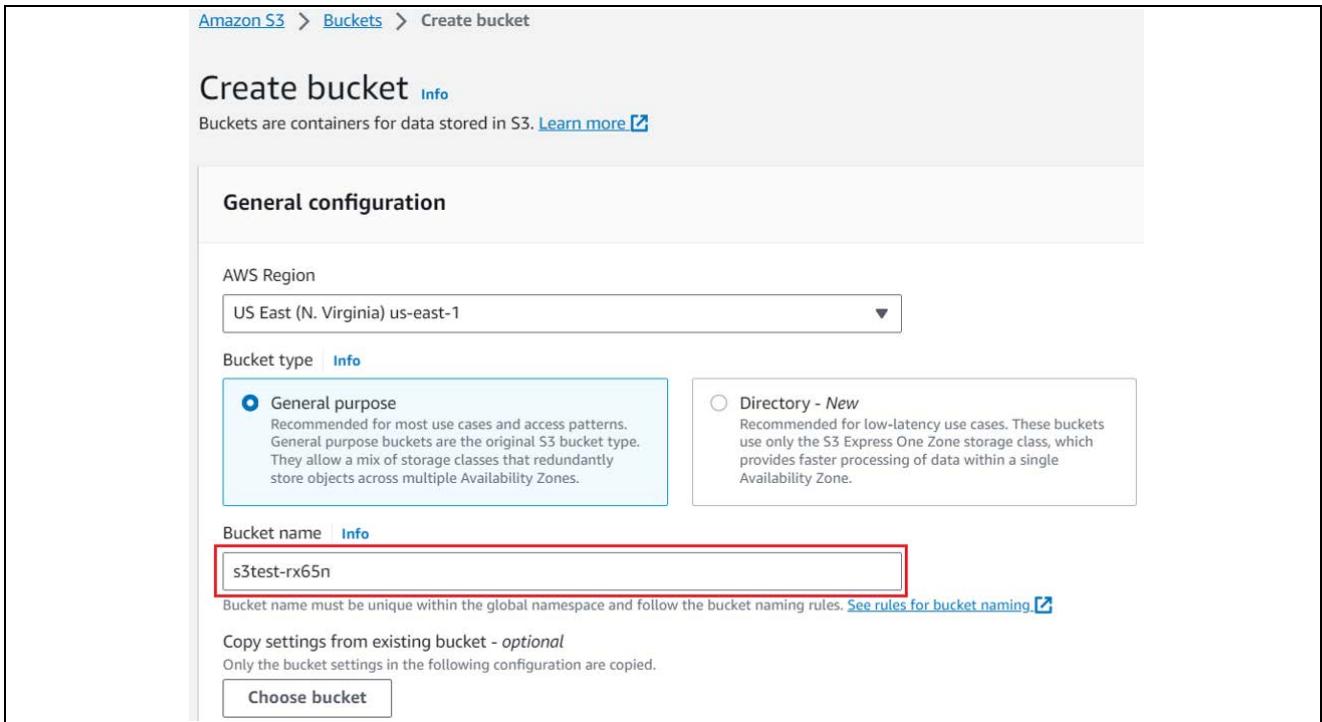 Amazon S3 > Buckets > Create bucket
Create bucket Info
Buckets are containers for data stored in S3. Learn more
General configuration
AWS Region
US East (N. Virginia) us-east-1
Bucket type Info
General purpose
Recommended for most use cases and access patterns.
General purpose buckets are the original S3 bucket type.
They allow a mix of storage classes that redundantly
store objects across multiple Availability Zones.
Directory - New
Recommended for low-latency use cases. These buckets
use only the S3 Express One Zone storage class, which
provides faster processing of data within a single
Availability Zone.
Bucket name Info
s3test-rx65n
Bucket name must be unique within the global namespace and follow the bucket naming rules. See rules for bucket naming
Copy settings from existing bucket - optional
Only the bucket settings in the following configuration are copied.
Choose bucket